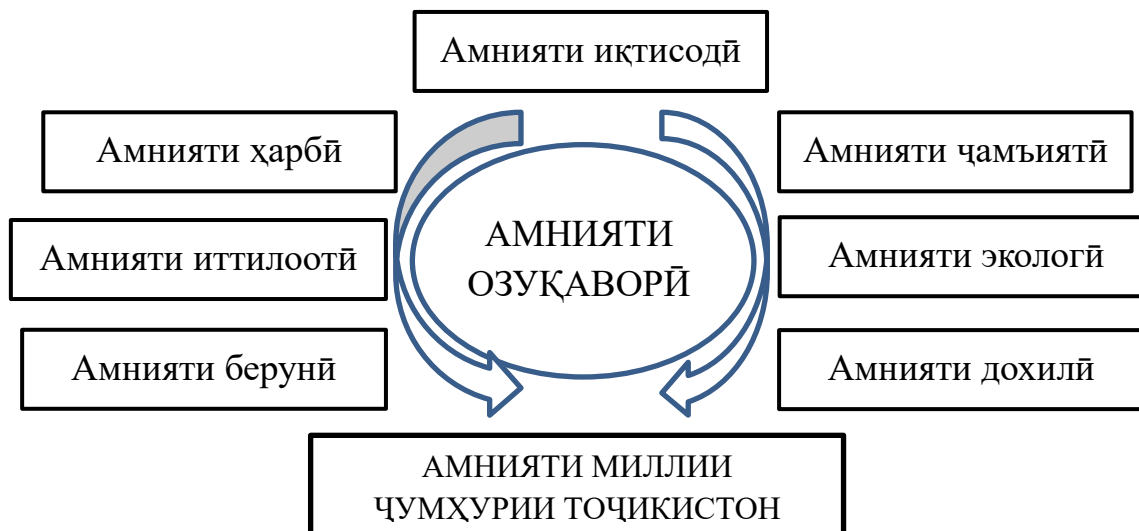 Амнияти иқтисодӣ
Амнияти ҳарбӣ
Амнияти ҷамъиятӣ
АМНИЯТИ
ОЗУҚАВОРӢ
Амнияти иттилоотӣ
Амнияти экологӣ
Амнияти берунӣ
Амнияти дохилӣ
АМНИЯТИ МИЛЛИИ
ҶУМҲУРИИ ТОҶИКИСТОН